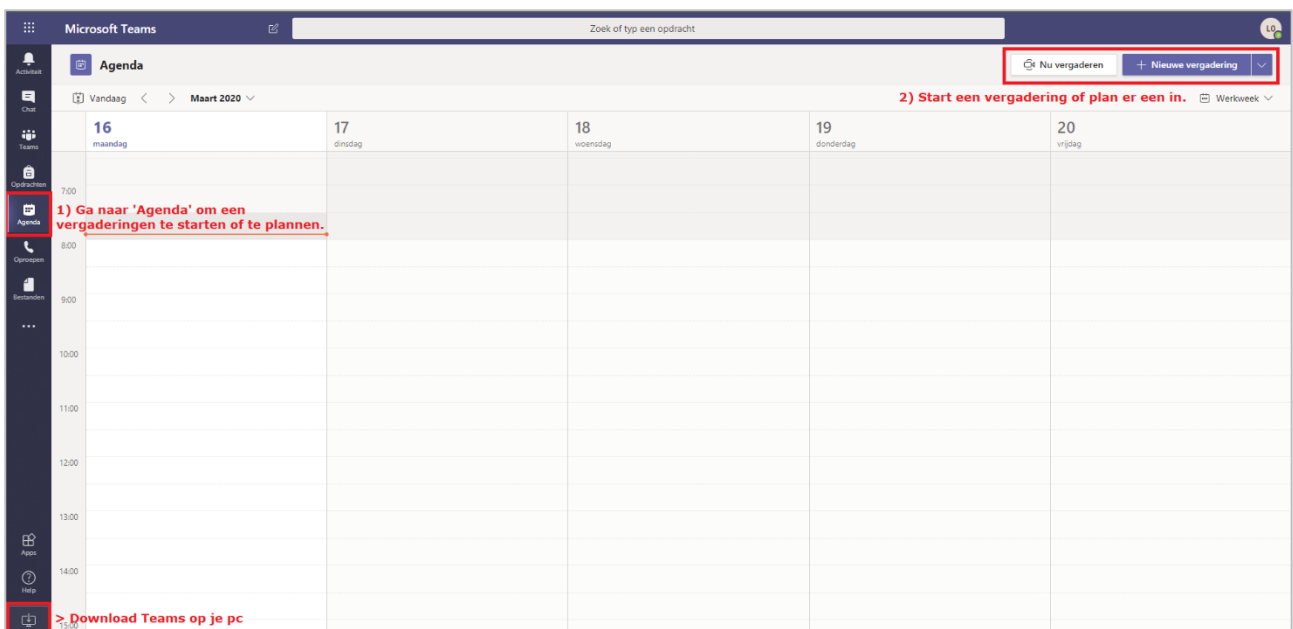 Microsoft Teams
Zoek of typ een opdracht
LO
Activiteit
Chat
Teams
Opdrachten
Agenda
Oproepen
Bestanden
...
Apps
Help
Agenda
Nu vergaderen
+ Nieuwe vergadering
Vandaag < > Maart 2020
2) Start een vergadering of plan er een in.
Werkweek
16
maandag
17
dinsdag
18
woensdag
19
donderdag
20
vrijdag
7:00
1) Ga naar 'Agenda' om een
vergaderingen te starten of te plannen.
8:00
9:00
10:00
11:00
12:00
13:00
14:00
> Download Teams op je pc
15:00